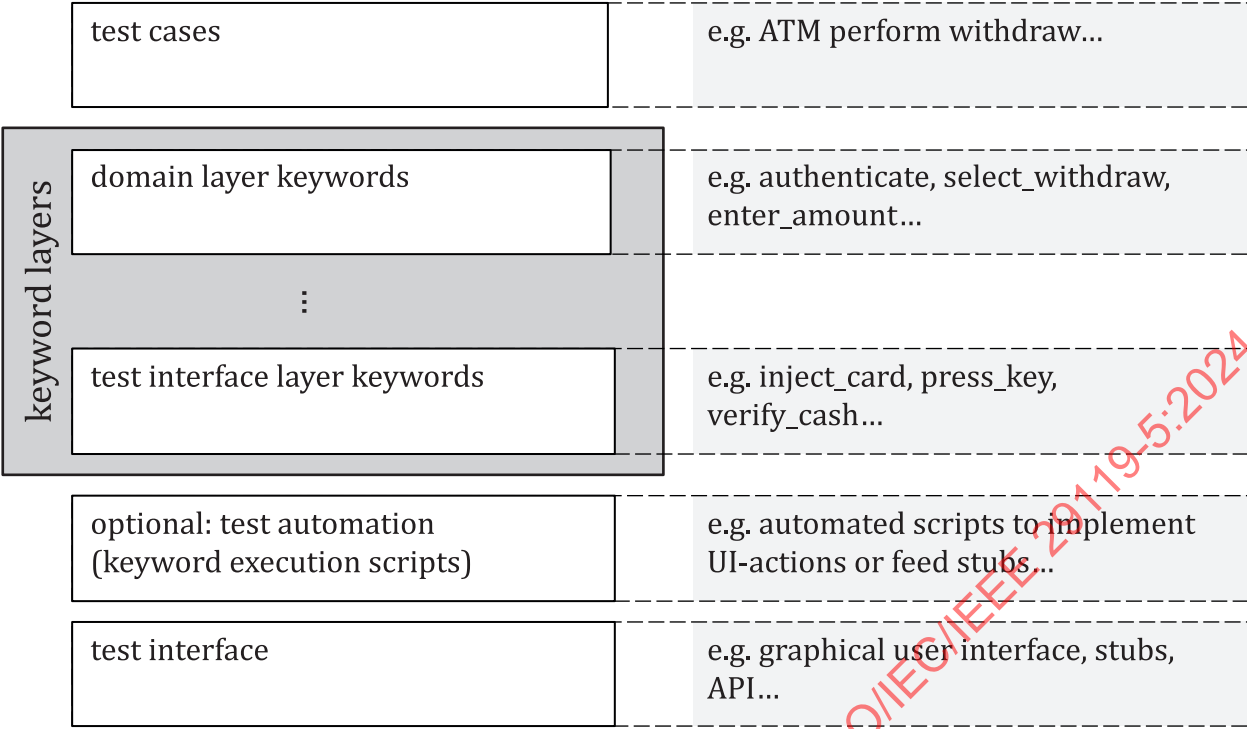 test cases
e.g. ATM perform withdraw…
keyword layers
domain layer keywords
e.g. authenticate, select_withdraw,
enter_amount…
...
test interface layer keywords
e.g. inject_card, press_key,
verify_cash…
optional: test automation
(keyword execution scripts)
e.g. automated scripts to implement
UI-actions or feed stubs…
test interface
e.g. graphical user interface, stubs,
API…
O/IEC/IEEE 29119-5:2024